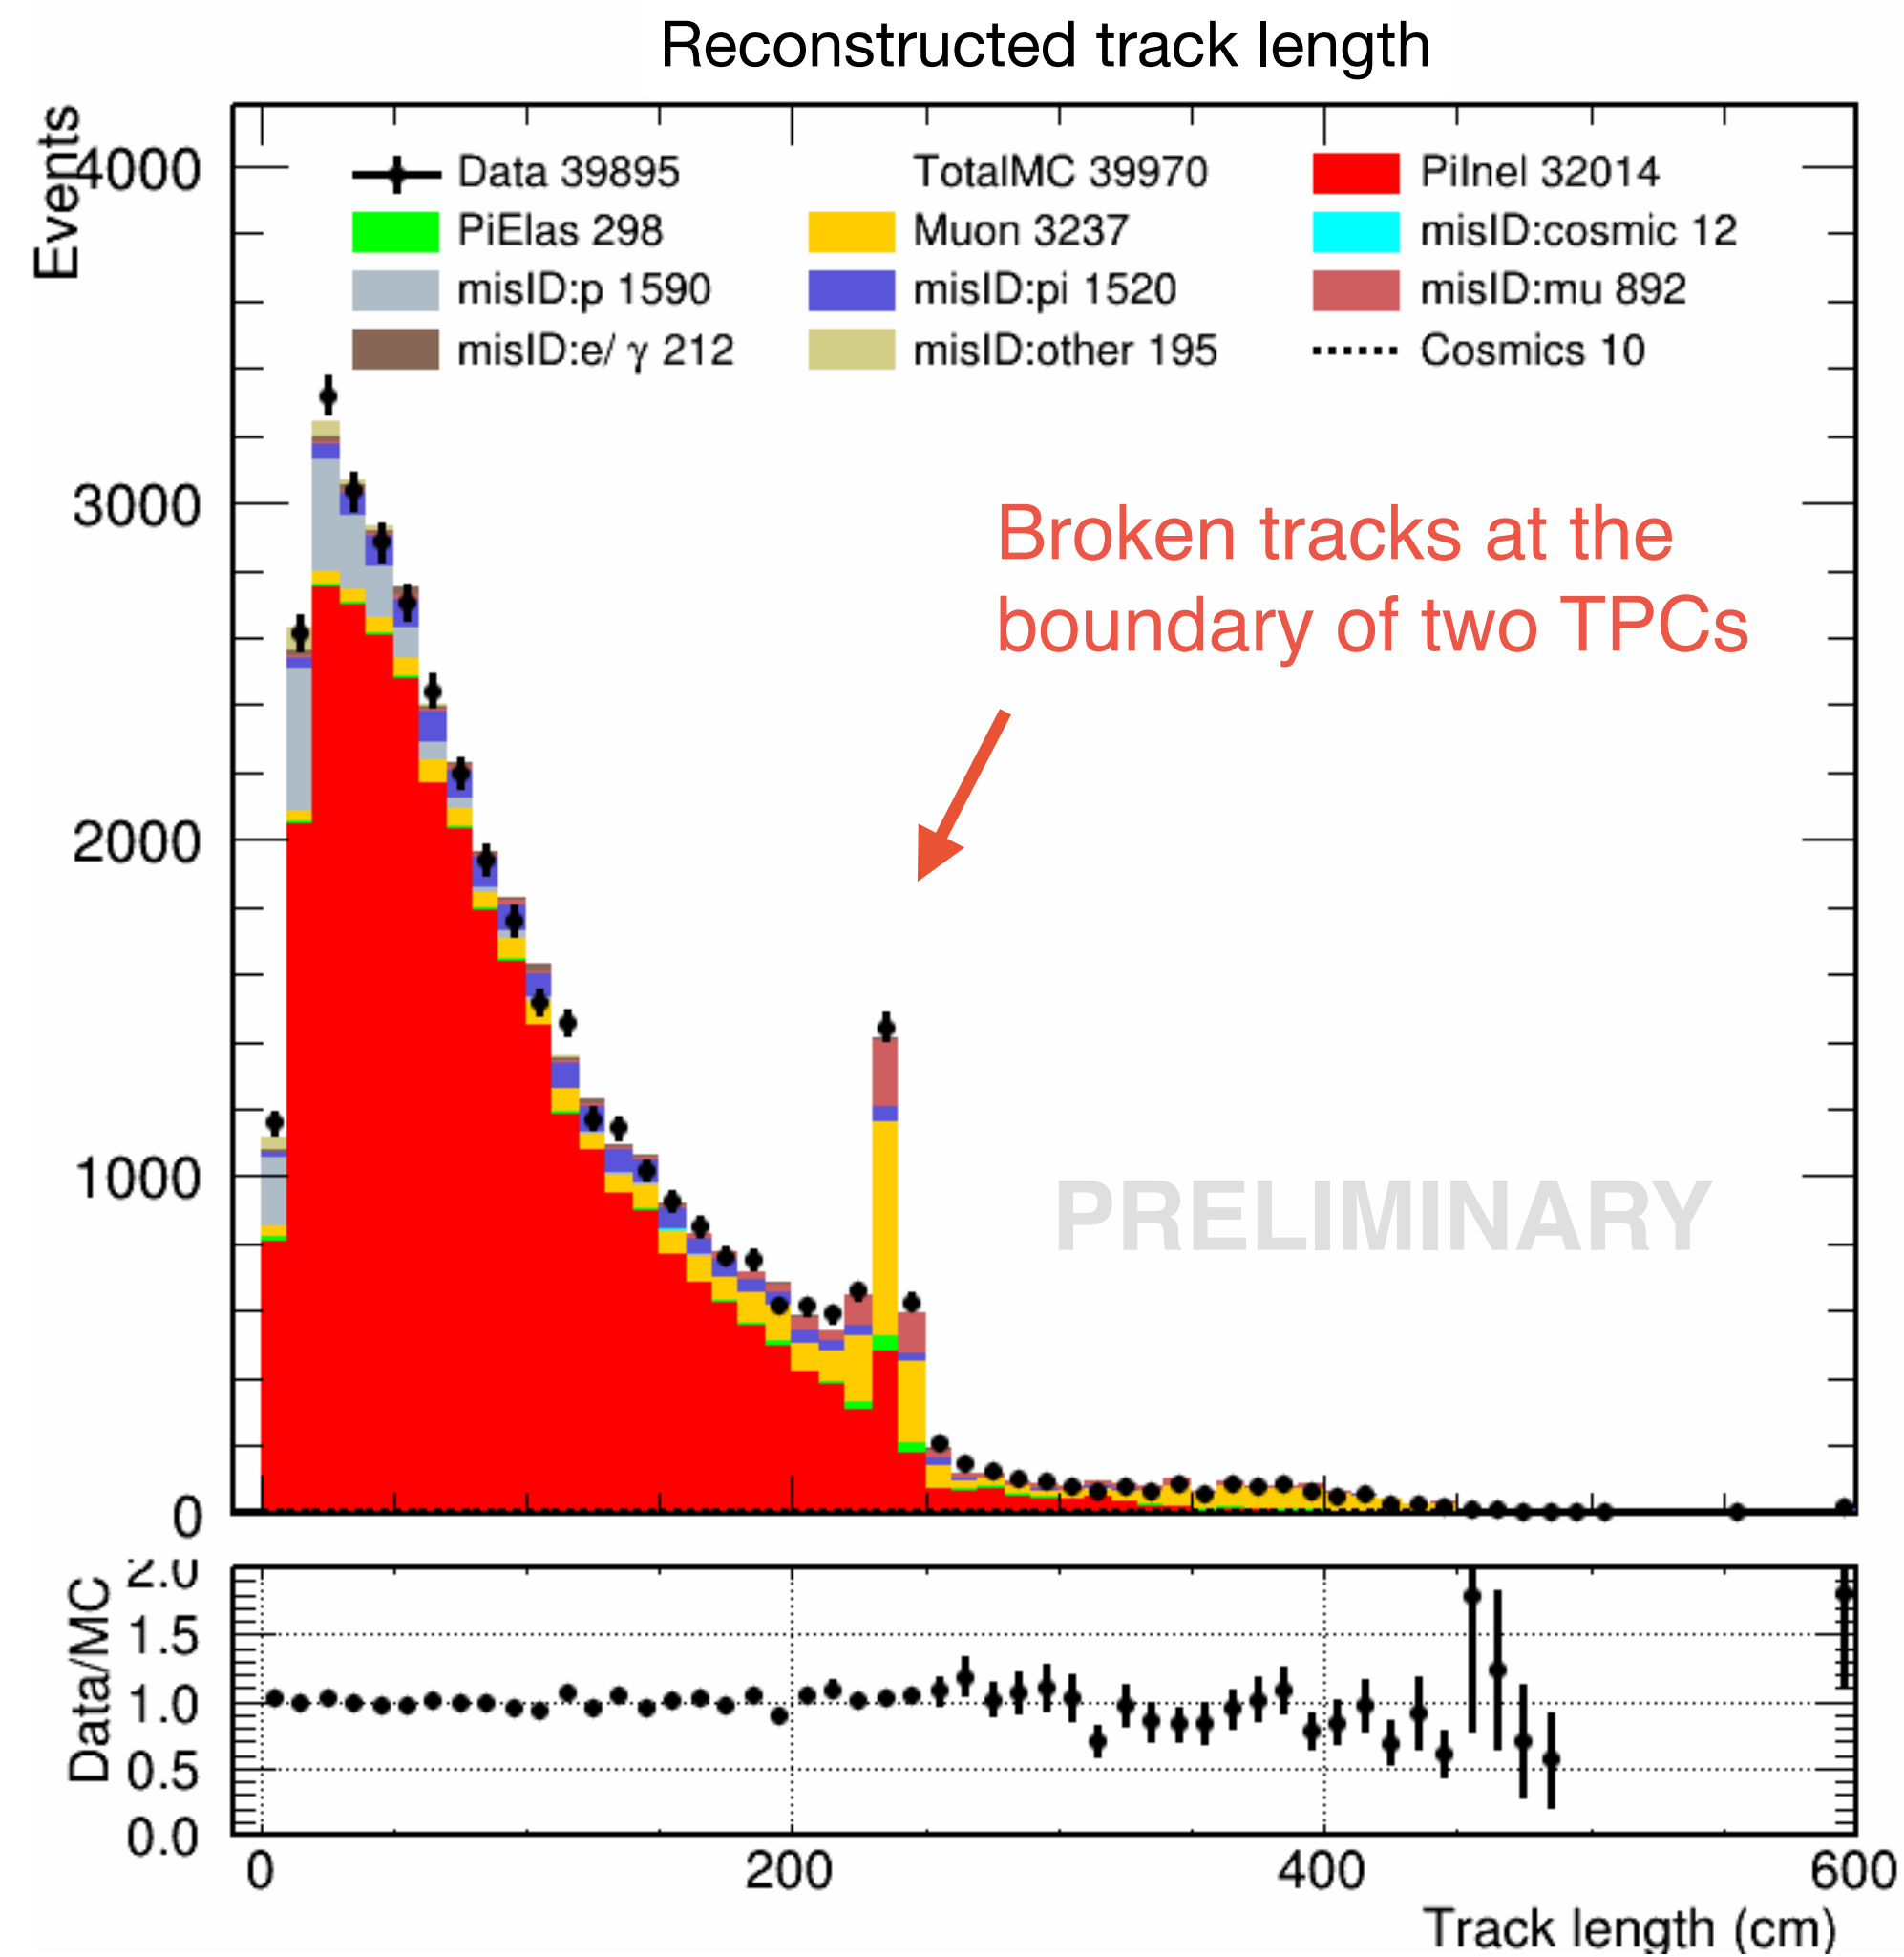 Reconstructed track length
Events
4000
3000
2000
1000
0
Data 39895
TotalMC 39970
PiInel 32014
PiElas 298
Muon 3237
misID:cosmic 12
misID:p 1590
misID:pi 1520
misID:mu 892
misID:e/ γ 212
misID:other 195
Cosmics 10
Broken tracks at the
boundary of two TPCs
PRELIMINARY
Data/MC
2.0
1.5
1.0
0.5
0.0
0
200
400
600
Track length (cm)